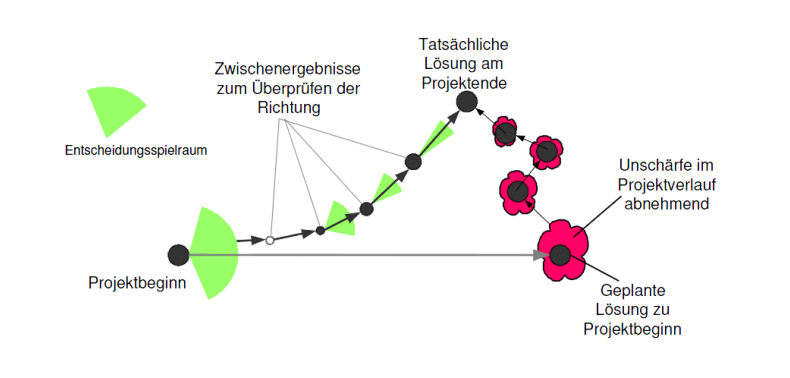 Tatsächliche
Lösung am
Projektende
Zwischenergebnisse
zum Überprüfen der
Richtung
Entscheidungsspielraum
Unschärfe im
Projektverlauf
abnehmend
Projektbeginn
Geplante
Lösung zu
Projektbeginn